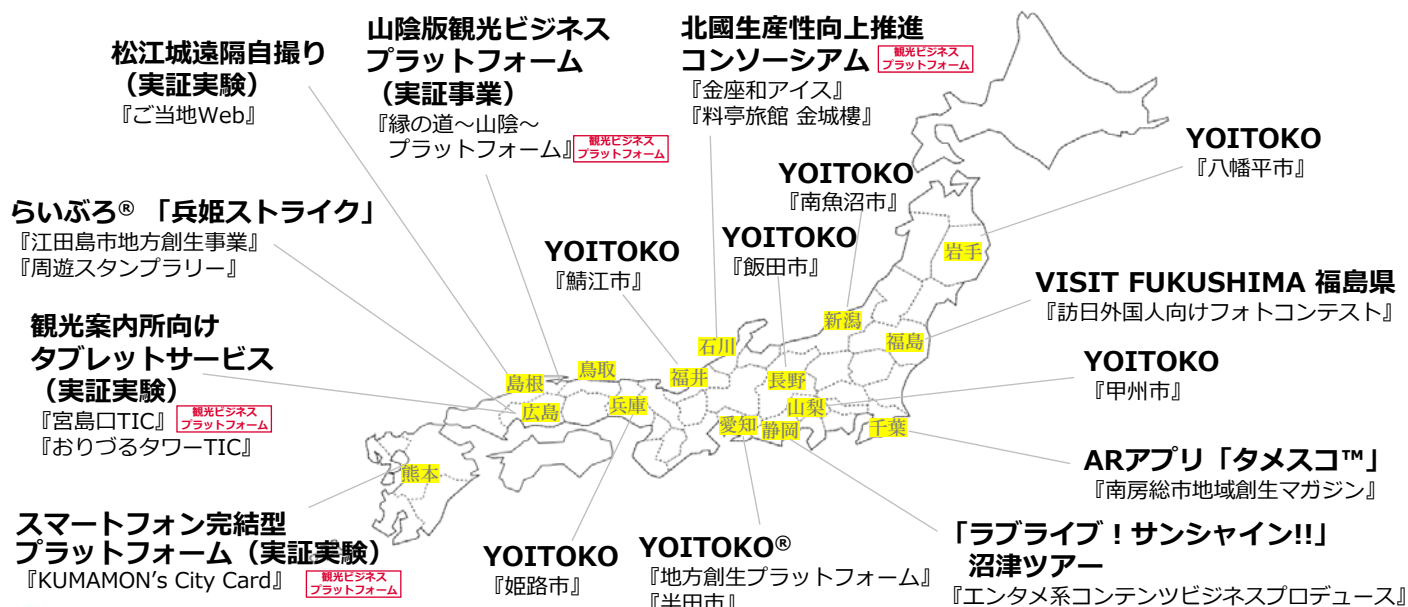 松江城遠隔自撮り
（実証実験）
『ご当地Web』
山陰版観光ビジネス
プラットフォーム
（実証事業）
『縁の道～山陰～
プラットフォーム』
観光ビジネス
プラットフォーム
北國生産性向上推進
コンソーシアム
観光ビジネス
プラットフォーム
『金座和アイス』
『料亭旅館 金城樓』
YOITOKO
『八幡平市』
YOITOKO
『南魚沼市』
らいぶろ® 「兵姫ストライク」
『江田島市地方創生事業』
『周遊スタンプラリー』
YOITOKO
『鯖江市』
YOITOKO
『飯田市』
VISIT FUKUSHIMA 福島県
『訪日外国人向けフォトコンテスト』
観光案内所向け
タブレットサービス
（実証実験）
『宮島口TIC』
観光ビジネス
プラットフォーム
『おりづるタワーTIC』
YOITOKO
『甲州市』
岩手
新潟
福島
石川
鳥取
福井
長野
島根
広島
兵庫
山梨
愛知
静岡
千葉
熊本
ARアプリ「タメスコ™」
『南房総市地域創生マガジン』
スマートフォン完結型
プラットフォーム（実証実験）
『KUMAMON's City Card』
観光ビジネス
プラットフォーム
YOITOKO
『姫路市』
YOITOKO®
『地方創生プラットフォーム』
『半田市』
「ラブライブ！サンシャイン!!」
沼津ツアー
『エンタメ系コンテンツビジネスプロデュース』